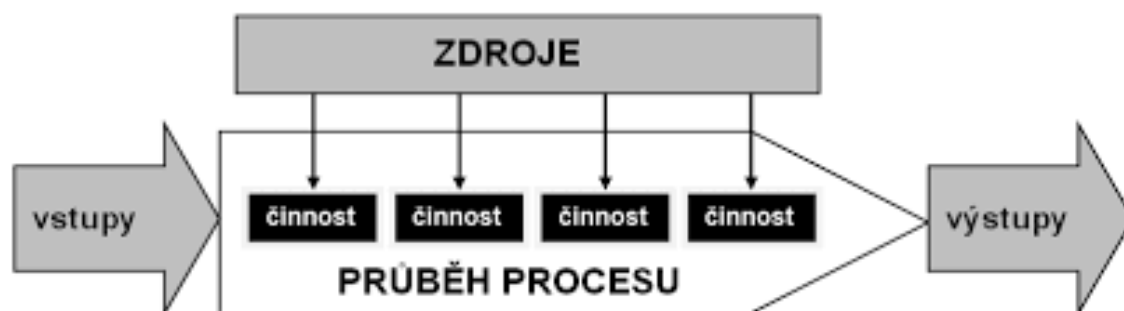 ZDROJE
vstupy
činnost
činnost
činnost
činnost
výstupy
PRŮBĚH PROCESU